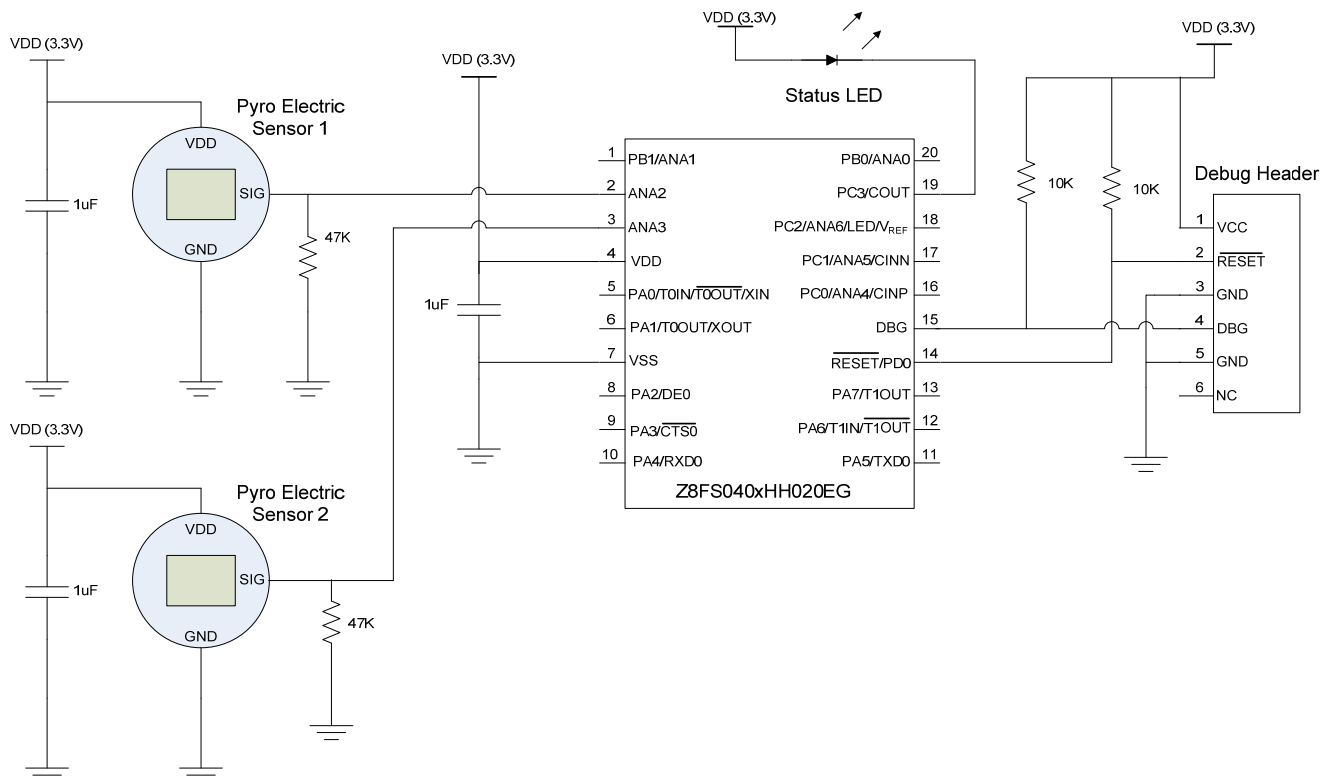 VDD (3.3V)
Pyro Electric
Sensor 1
VDD
SIG
GND
1uF
47K
VDD (3.3V)
Pyro Electric
Sensor 2
VDD
SIG
GND
1uF
47K
VDD (3.3V)
1uF
VDD (3.3V)
Status LED
1 PB1/ANA1
2 ANA2
3 ANA3
4 VDD
5 PA0/T0IN/T0OUT/XIN
6 PA1/T0OUT/XOUT
7 VSS
8 PA2/DE0
9 PA3/CTS0
10 PA4/RXD0
PB0/ANA0 20
PC3/COUT 19
PC2/ANA6/LED/VREF 18
PC1/ANA5/CINN 17
PC0/ANA4/CINP 16
DBG 15
RESET/PD0 14
PA7/T1OUT 13
PA6/T1IN/T1OUT 12
PA5/TXD0 11
Z8FS040xHH020EG
VDD (3.3V)
10K
10K
Debug Header
1 VCC
2 RESET
3 GND
4 DBG
5 GND
6 NC